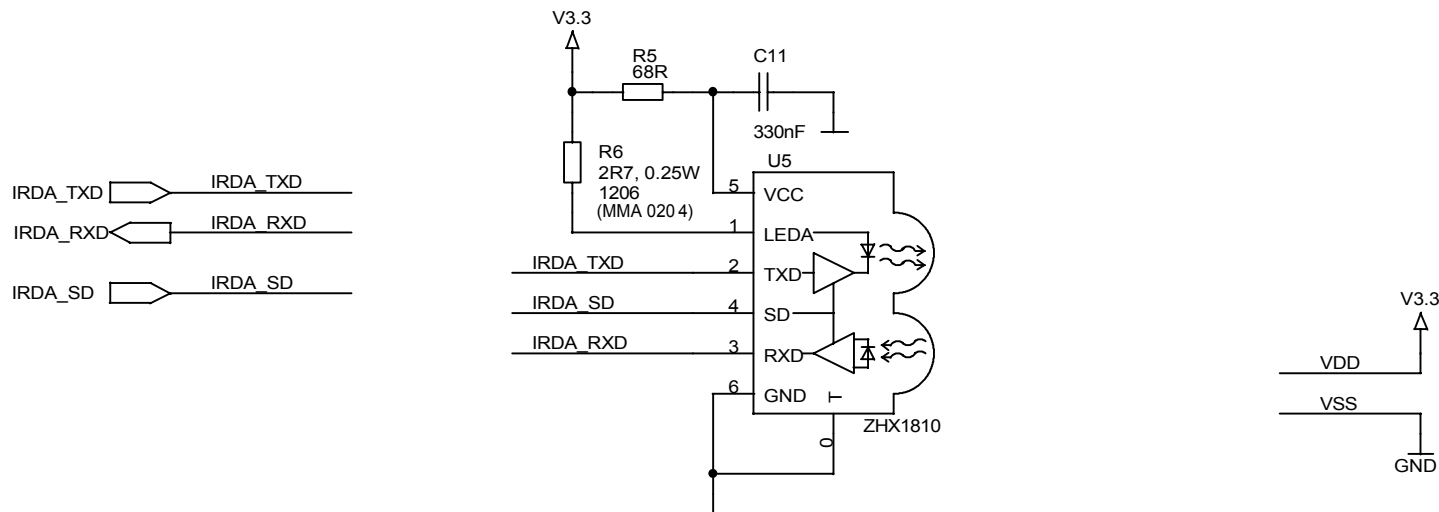 V3.3
R5
68R
C11
330nF
R6
2R7, 0.25W
1206
(MMA 020 4)
U5
IRDA_TXD
IRDA_TXD
IRDA_RXD
IRDA_RXD
IRDA_SD
IRDA_SD
5
VCC
1
LEDA
IRDA_TXD
2
TXD
IRDA_SD
4
SD
IRDA_RXD
3
RXD
6
GND
T
0
ZHX1810
V3.3
VDD
VSS
GND